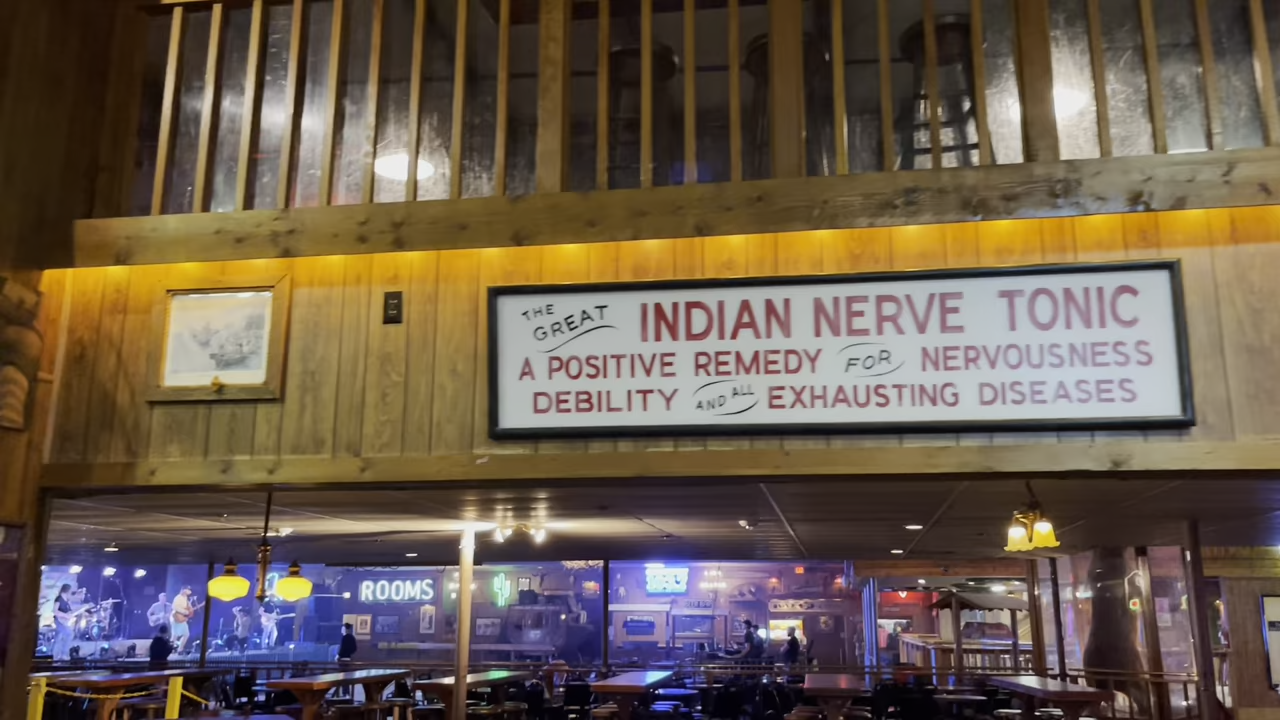 THE GREAT INDIAN NERVE TONIC
A POSITIVE REMEDY FOR NERVOUSNESS
DEBILITY AND ALL EXHAUSTING DISEASES
ROOMS